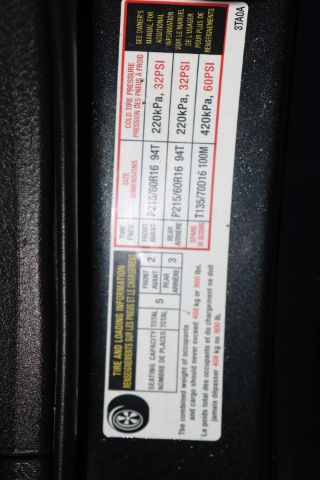 TIRE AND LOADING INFORMATION
RENSEIGNEMENTS SUR LES PNEUS ET LE CHARGEMENT
SEATING CAPACITY TOTAL 5 FRONT 2 REAR 3
NOMBRE DE PLACES TOTAL AVANT ARRIÈRE
The combined weight of occupants
and cargo should never exceed 408 kg or 900 lbs.
Le poids total des occupants et du chargement ne doit
jamais dépasser 408 kg ou 900 lb.
TIRE SIZE COLD TIRE PRESSURE
PNEU DIMENSIONS PRESSION DES PNEUS À FROID
FRONT P215/60R16 94T 220kPa, 32PSI
AVANT
REAR P215/60R16 94T 220kPa, 32PSI
ARRIÈRE
SPARE T135/70D16 100M 420kPa, 60PSI
DE SECOURS
SEE OWNER'S
MANUAL FOR
ADDITIONAL
INFORMATION
VOIR LE MANUEL
DE L'USAGER
POUR PLUS DE
RENSEIGNEMENTS
3TA0A